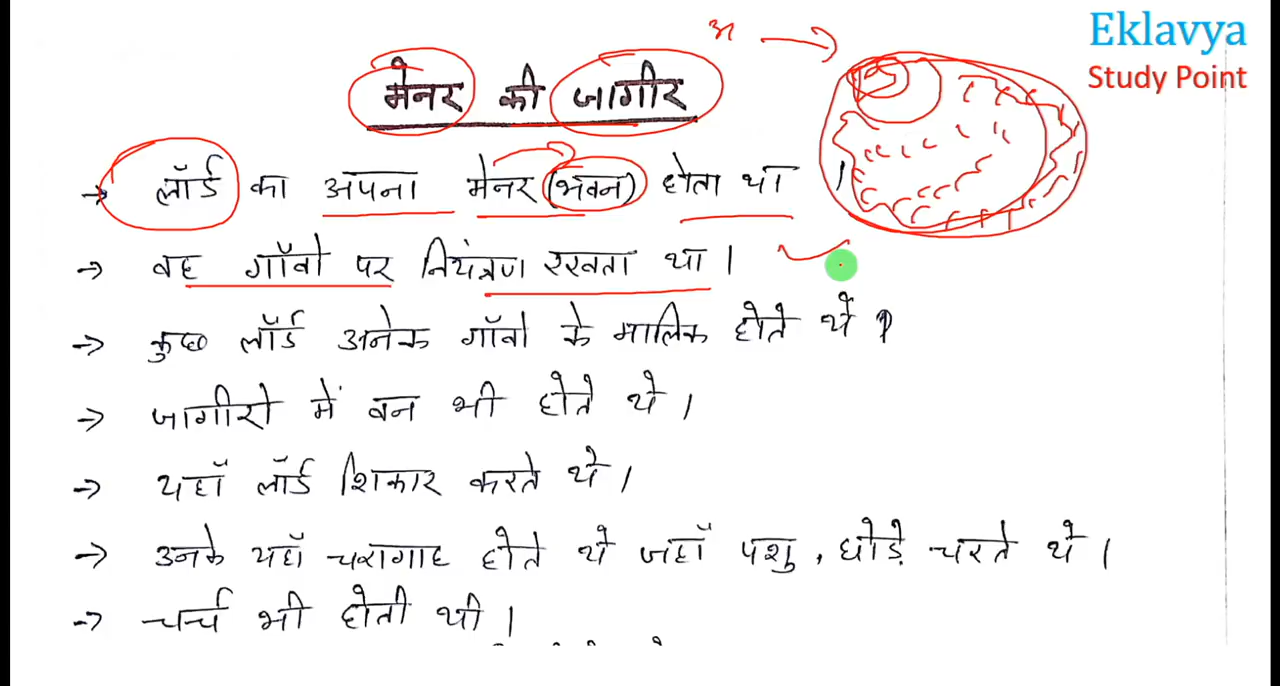 Eklavya
Study Point
अ
मेनर की जागीर
→ लॉर्ड का अपना मेनर (भवन) होता था ।
→ वह गाँवो पर नियंत्रण रखता था ।
→ कुछ लॉर्ड अनेक गाँवो के मालिक होते थे ।
→ जागीरो में वन भी होते थे ।
→ यहाँ लॉर्ड शिकार करते थे ।
→ उनके यहाँ चरागाह होते थे जहाँ पशु , घोड़े चरते थे ।
→ चर्च भी होती थी ।